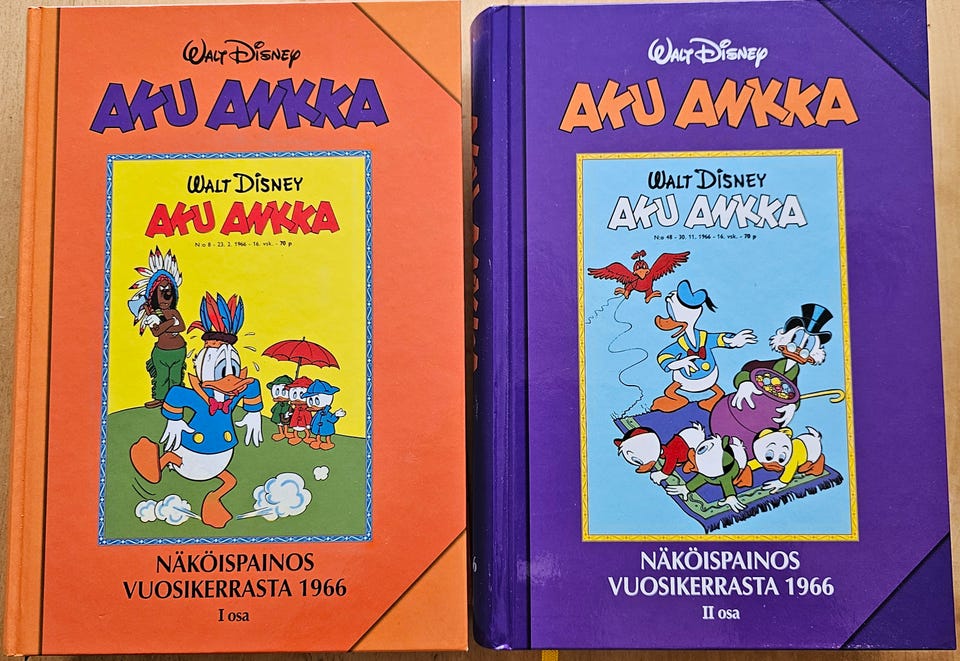 WALT DISNEY
AKU ANKKA
WALT DISNEY
AKU ANKKA
N:o 8 - 23. 2. 1966 - 16. vsk. - 70 p
NÄKÖISPAINOS
VUOSIKERRASTA 1966
I osa
WALT DISNEY
AKU ANKKA
WALT DISNEY
AKU ANKKA
N:o 48 - 30. 11. 1966 - 16. vsk. - 70 p
NÄKÖISPAINOS
VUOSIKERRASTA 1966
II osa